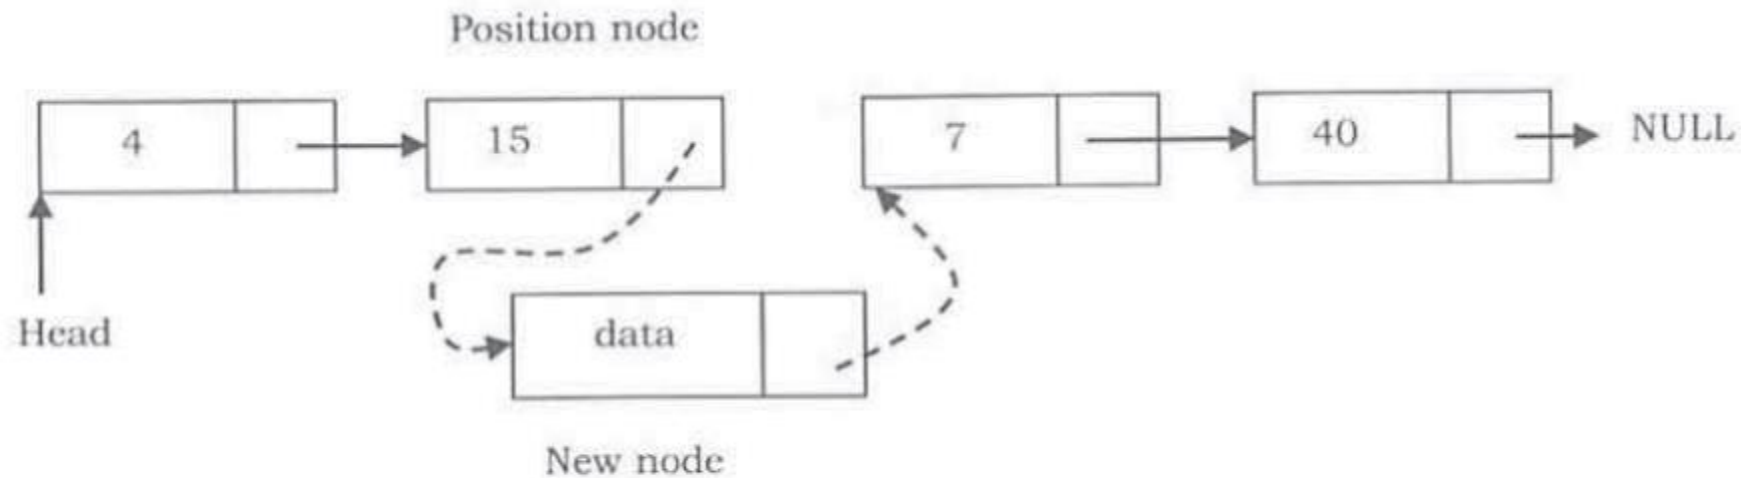 Position node
4 15 7 40 NULL
Head
data
New node